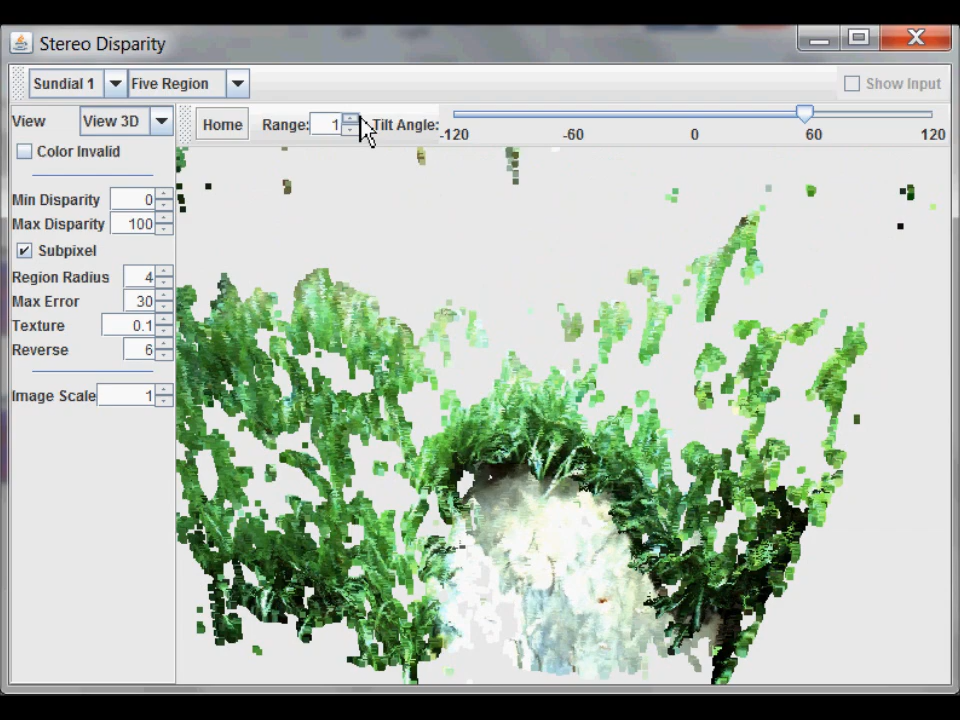 Stereo Disparity
Sundial 1 Five Region Show Input
View View 3D Home Range: 1 Tilt Angle: -120 -60 0 60 120
Color Invalid
Min Disparity 0
Max Disparity 100
Subpixel
Region Radius 4
Max Error 30
Texture 0.1
Reverse 6
Image Scale 1